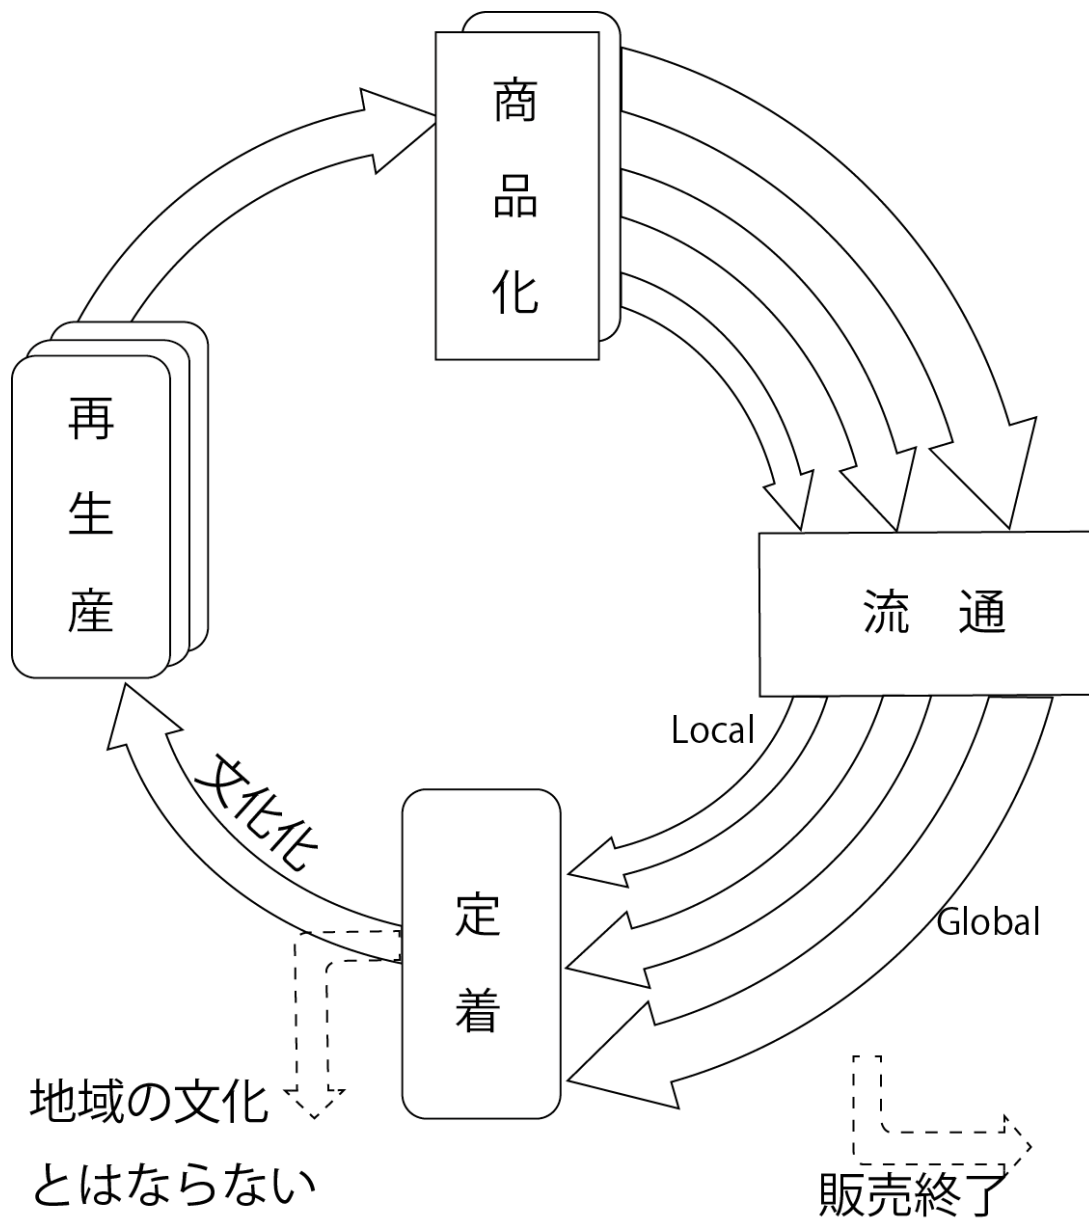 商品化
再生産
流　通
Local
文化化
定着
Global
地域の文化
とはならない
販売終了